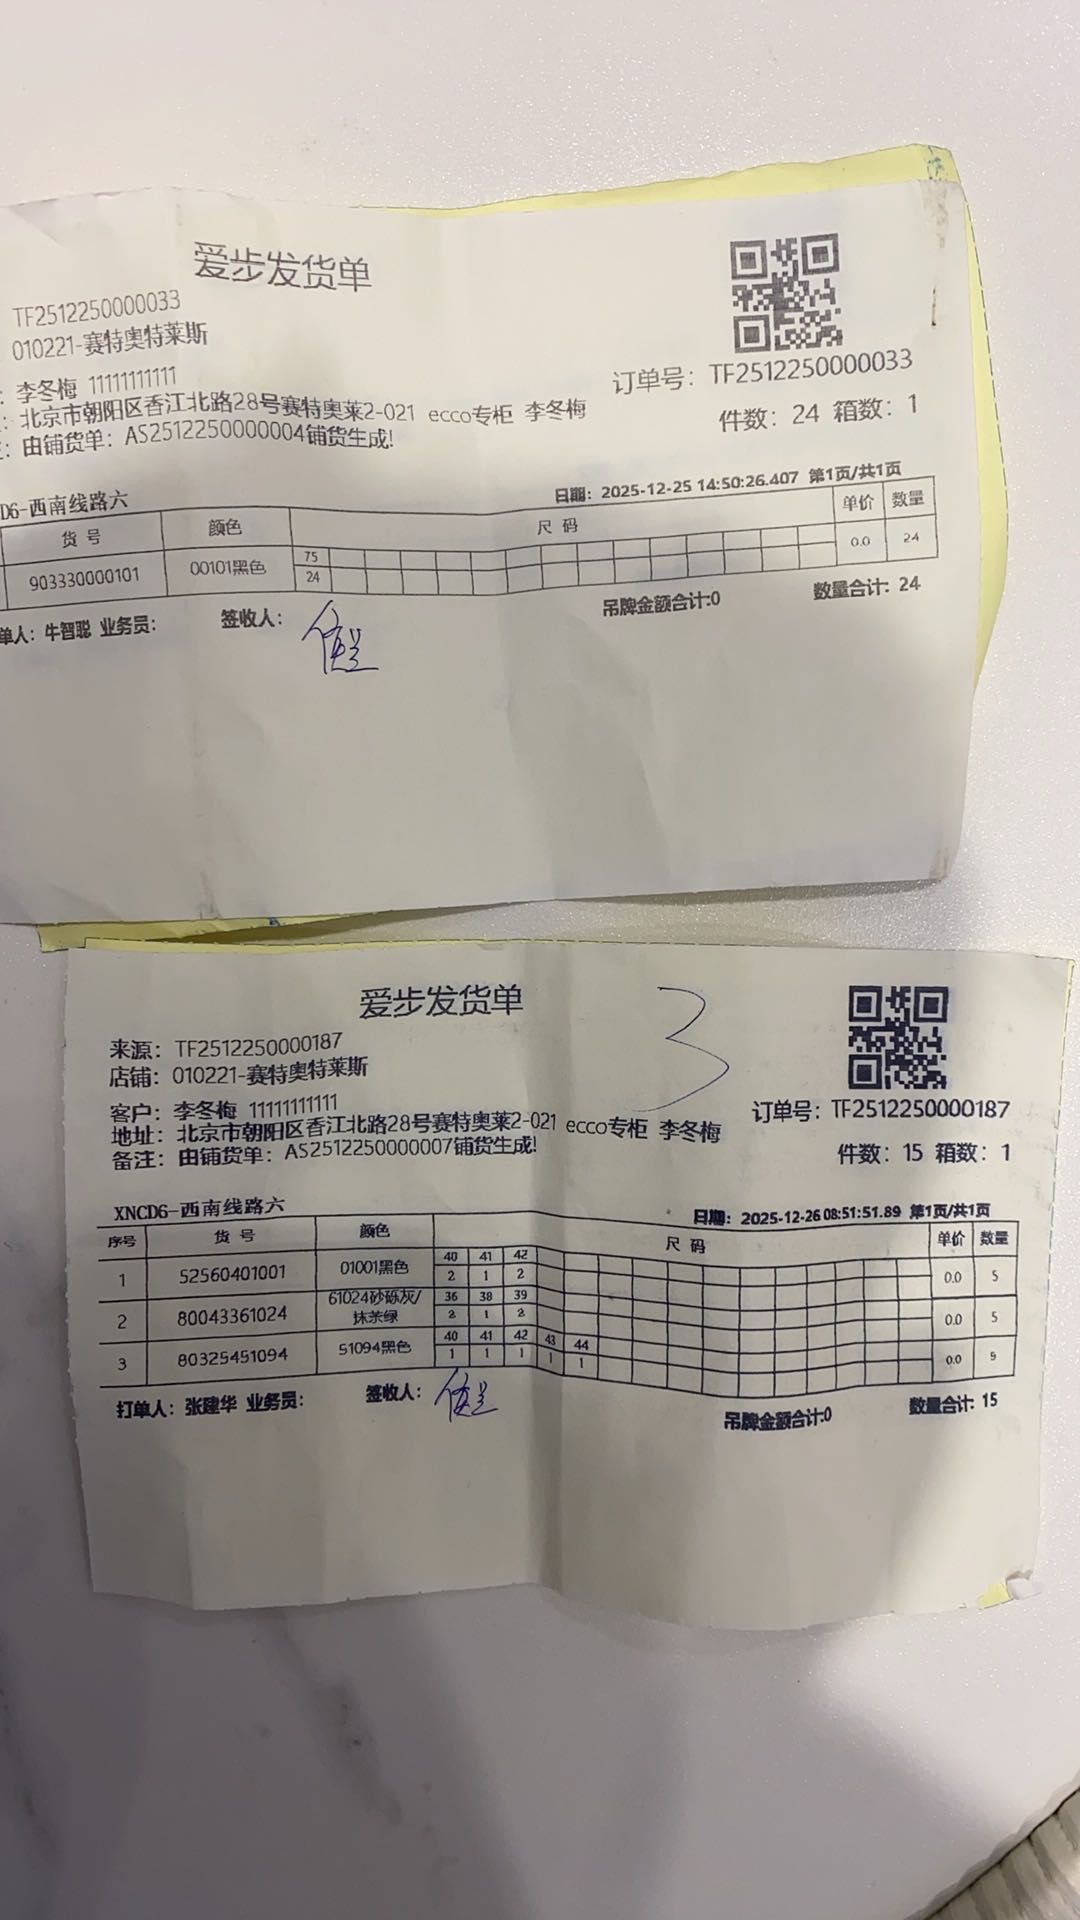 爱步发货单
TF2512250000033
010221-赛特奥特莱斯
：李冬梅 11111111111
：北京市朝阳区香江北路28号赛特奥莱2-021 ecco专柜 李冬梅
：由铺货单：AS2512250000004铺货生成!
订单号：TF2512250000033
件数：24 箱数：1
D6-西南线路六
日期：2025-12-25 14:50:26.407 第1页/共1页
货号 颜色 尺码 单价 数量
903330000101 00101黑色 75 0.0 24
24
单人：牛智聪 业务员： 签收人： 吊牌金额合计:0 数量合计: 24
爱步发货单
3
来源：TF2512250000187
店铺：010221-赛特奥特莱斯
客户：李冬梅 11111111111
地址：北京市朝阳区香江北路28号赛特奥莱2-021 ecco专柜 李冬梅
备注：由铺货单：AS2512250000007铺货生成!
订单号：TF2512250000187
件数：15 箱数：1
XNCD6-西南线路六
日期：2025-12-26 08:51:51.89 第1页/共1页
序号 货号 颜色 尺码 单价 数量
1 52560401001 01001黑色 40 41 42 0.0 5
2 1 2
2 80043361024 61024砂砾灰/抹茶绿 36 38 39 0.0 5
2 1 2
3 80325451094 51094黑色 40 41 42 43 44 0.0 5
1 1 1 1 1
打单人：张建华 业务员： 签收人： 吊牌金额合计:0 数量合计: 15